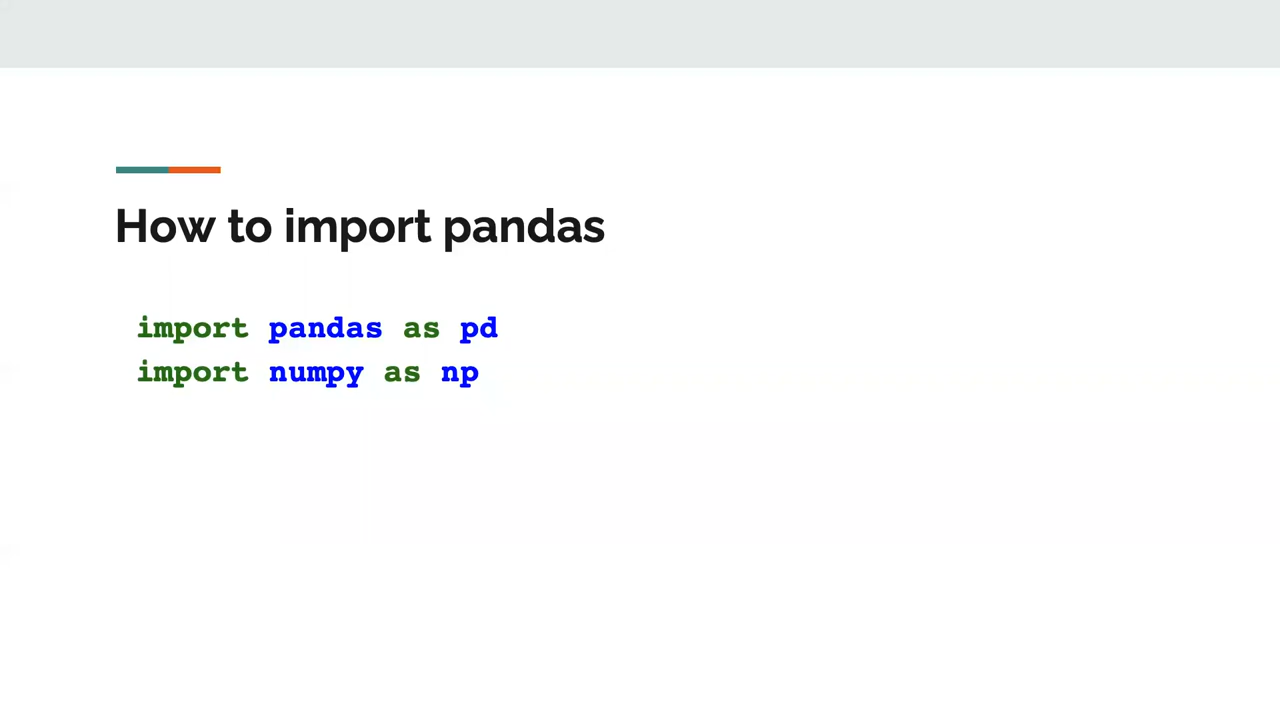 How to import pandas
import pandas as pd
import numpy as np